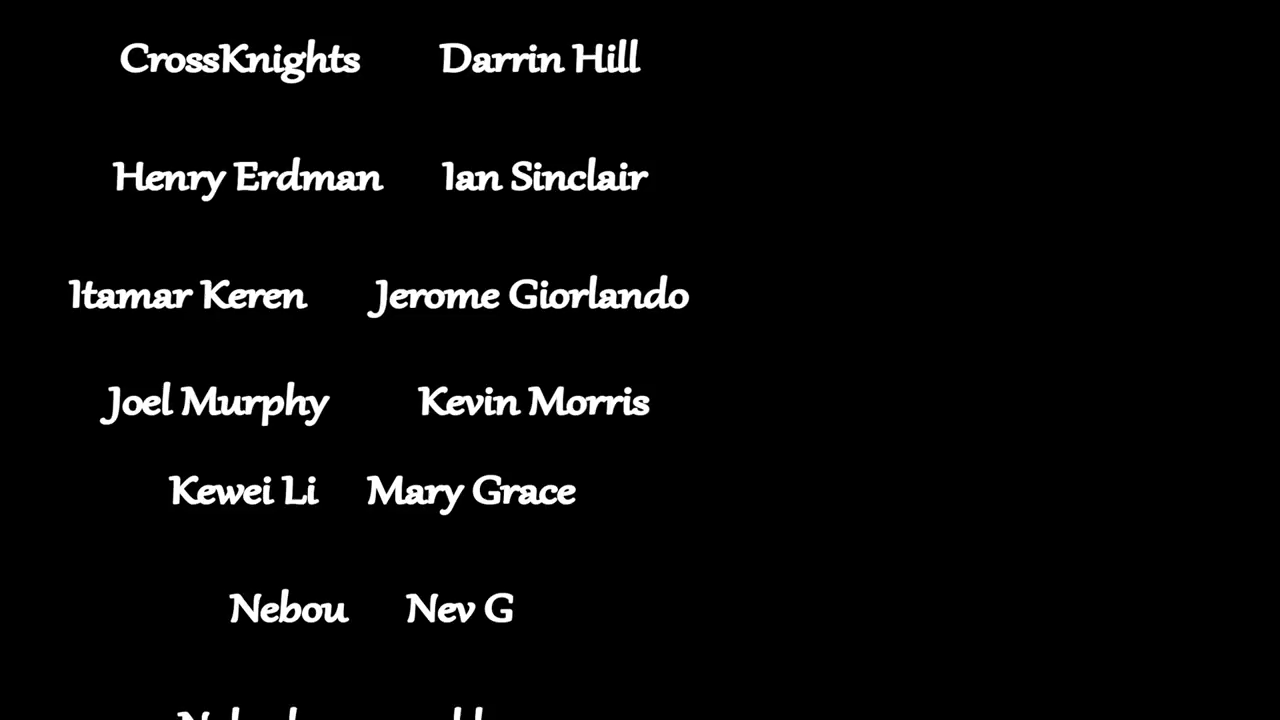 CrossKnights Darrin Hill
Henry Erdman Ian Sinclair
Itamar Keren Jerome Giorlando
Joel Murphy Kevin Morris
Kewei Li Mary Grace
Nebou Nev G